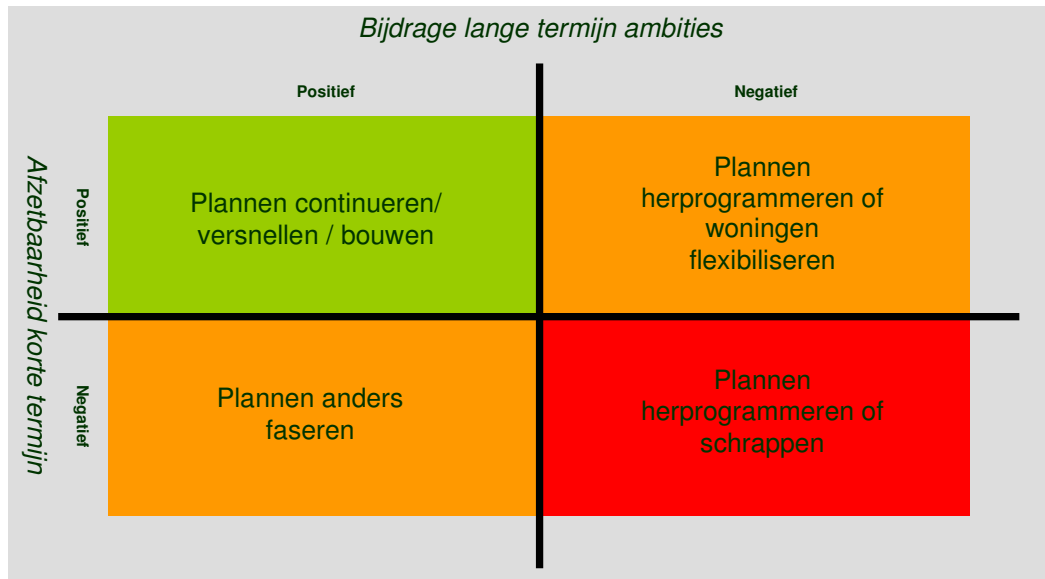 Bijdrage lange termijn ambities
Positief
Negatief
Afzetbaarheid korte termijn
Positief
Plannen continueren/
versnellen / bouwen
Plannen
herprogrammeren of
woningen
flexibiliseren
Negatief
Plannen anders
faseren
Plannen
herprogrammeren of
schrappen